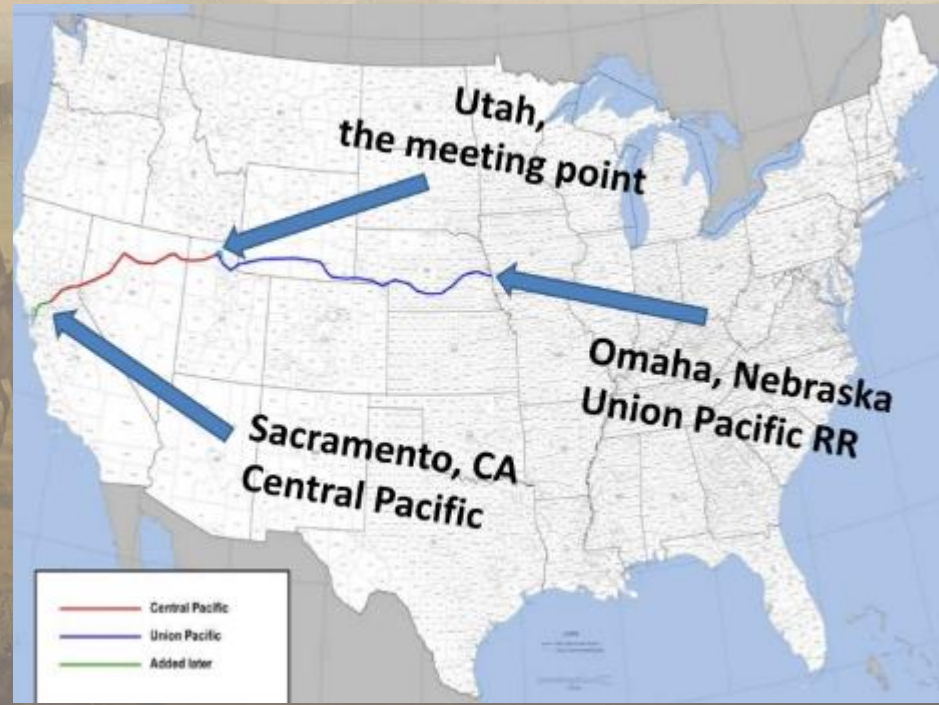 Utah,
the meeting point
Omaha, Nebraska
Union Pacific RR
Sacramento, CA
Central Pacific
Central Pacific
Union Pacific
Added later